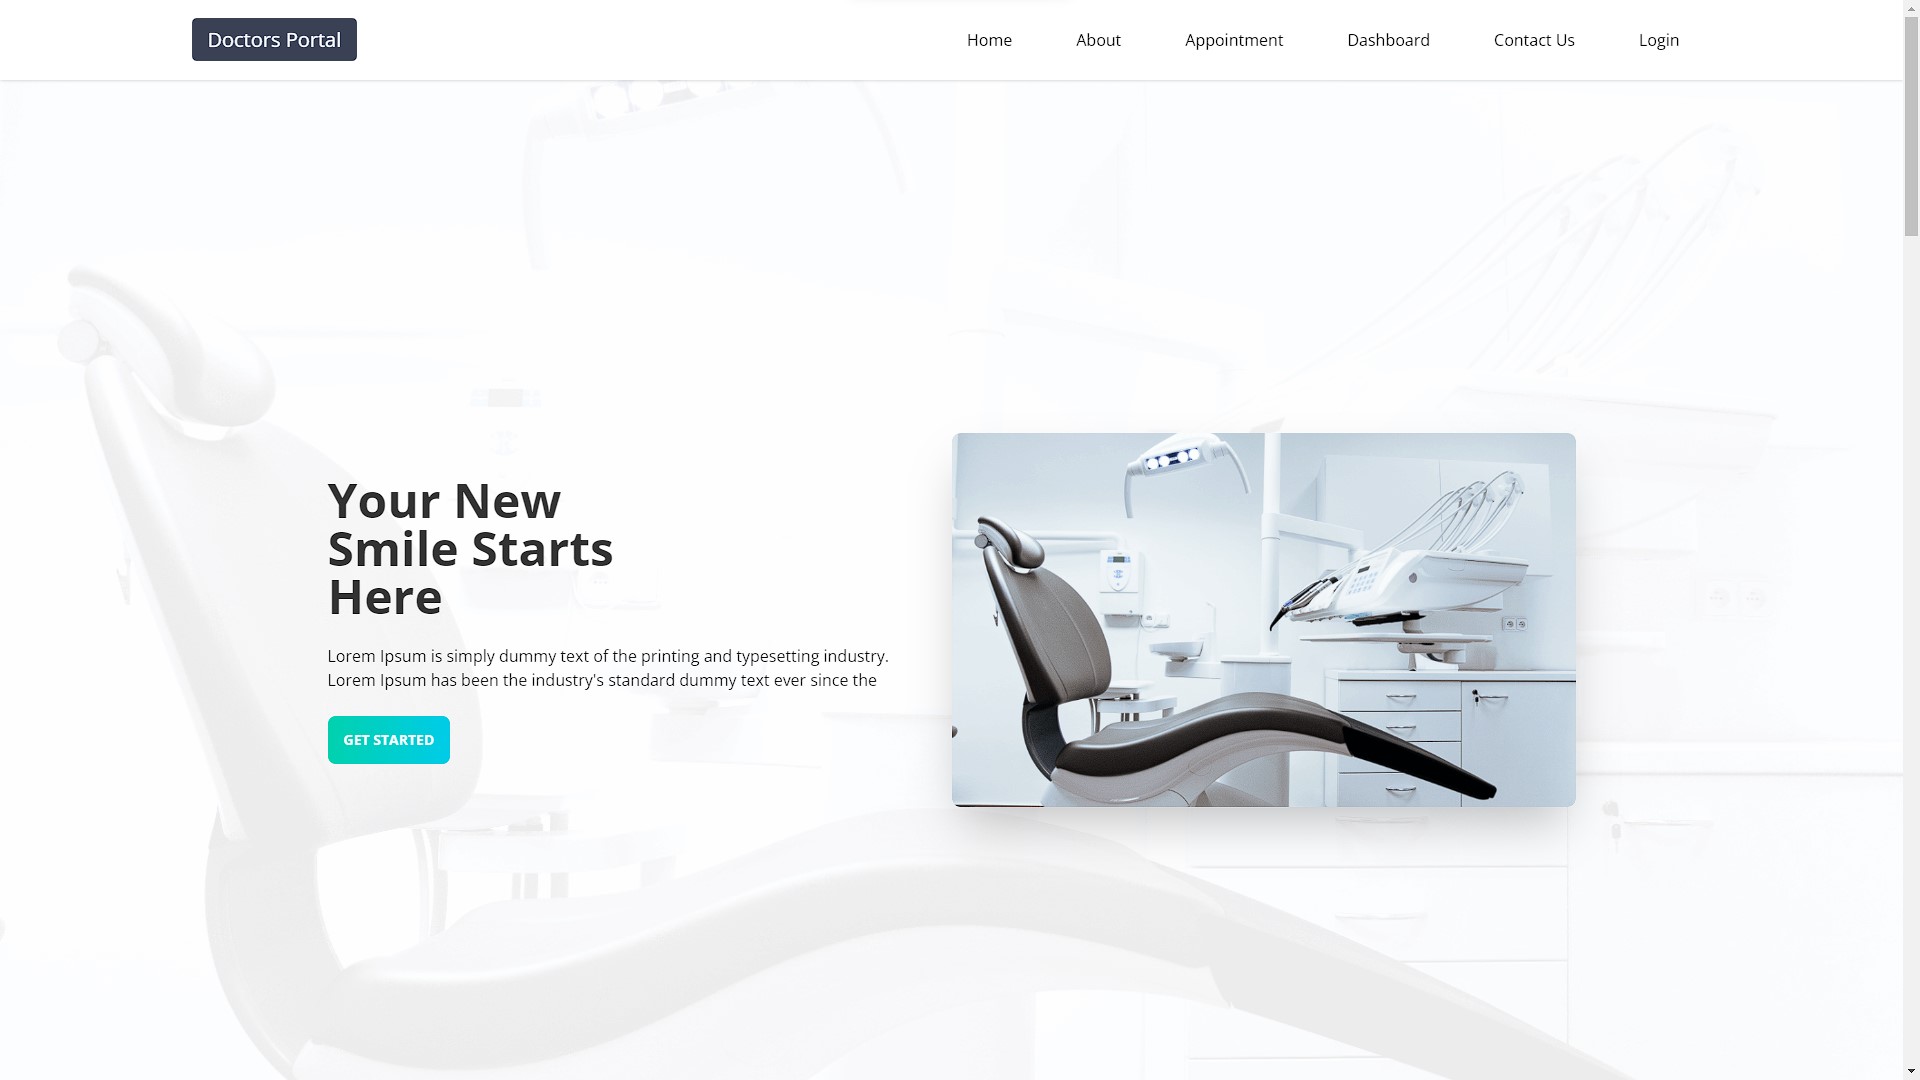 Doctors Portal
Home About Appointment Dashboard Contact Us Login
Your New
Smile Starts
Here
Lorem Ipsum is simply dummy text of the printing and typesetting industry.
Lorem Ipsum has been the industry's standard dummy text ever since the
GET STARTED